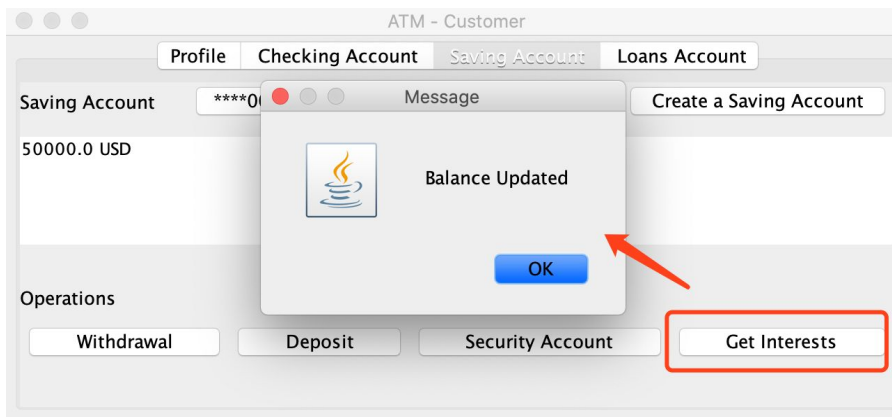 ATM - Customer
Profile Checking Account Saving Account Loans Account
Message
Saving Account ****0 Create a Saving Account
50000.0 USD
Balance Updated
OK
Operations
Withdrawal Deposit Security Account Get Interests